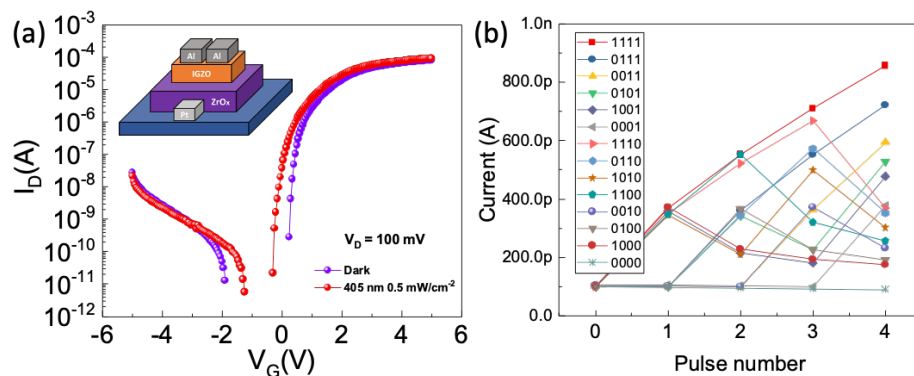 (a)
10⁻³
10⁻⁴
10⁻⁵
10⁻⁶
10⁻⁷
10⁻⁸
10⁻⁹
10⁻¹⁰
10⁻¹¹
10⁻¹²
I_D(A)
Al Al
IGZO
ZrOx
Pt
V_D = 100 mV
Dark
405 nm 0.5 mW/cm⁻²
-6 -4 -2 0 2 4 6
V_G(V)
(b)
1.0n
800.0p
600.0p
400.0p
200.0p
0.0
Current (A)
1111
0111
0011
0101
1001
0001
1110
0110
1010
1100
0010
0100
1000
0000
0 1 2 3 4
Pulse number